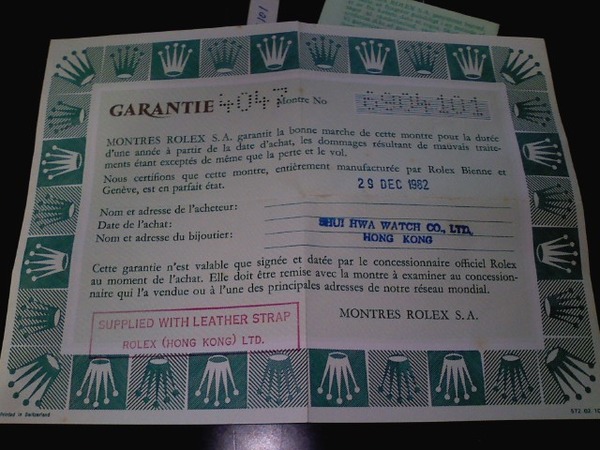 GARANTIE 4047 Montre No 6904101
MONTRES ROLEX S.A. garantit la bonne marche de cette montre pour la durée
d'une année à partir de la date d'achat, les dommages résultant de mauvais traite-
ments étant exceptés de même que la perte et le vol.
Nous certifions que cette montre, entièrement manufacturée par Rolex Bienne et
Genève, est en parfait état.
29 DEC 1982
Nom et adresse de l'acheteur:
Date de l'achat:
Nom et adresse du bijoutier:
SHUI HWA WATCH CO., LTD,
HONG KONG
Cette garantie n'est valable que signée et datée par le concessionnaire officiel Rolex
au moment de l'achat. Elle doit être remise avec la montre à examiner au concession-
naire qui l'a vendue ou à l'une des principales adresses de notre réseau mondial.
MONTRES ROLEX S.A.
SUPPLIED WITH LEATHER STRAP
ROLEX (HONG KONG) LTD.
Printed in Switzerland